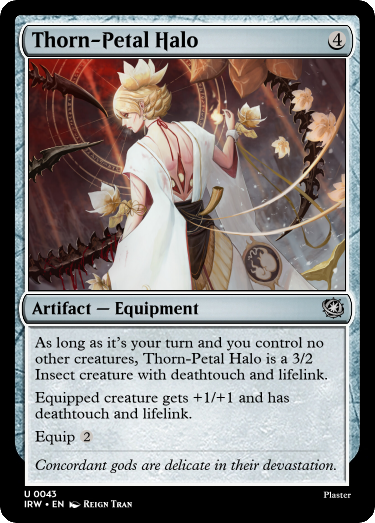 Thorn-Petal Halo 4
Artifact — Equipment
As long as it's your turn and you control no
other creatures, Thorn-Petal Halo is a 3/2
Insect creature with deathtouch and lifelink.
Equipped creature gets +1/+1 and has
deathtouch and lifelink.
Equip 2
Concordant gods are delicate in their devastation.
U 0043
IRW • EN Reign Tran
Plaster